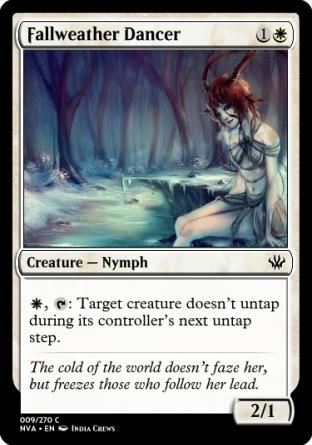 Fallweather Dancer 1
Creature — Nymph
, : Target creature doesn't untap
during its controller's next untap
step.
The cold of the world doesn't faze her,
but freezes those who follow her lead.
2/1
009/270 C
NVA • EN India Crews